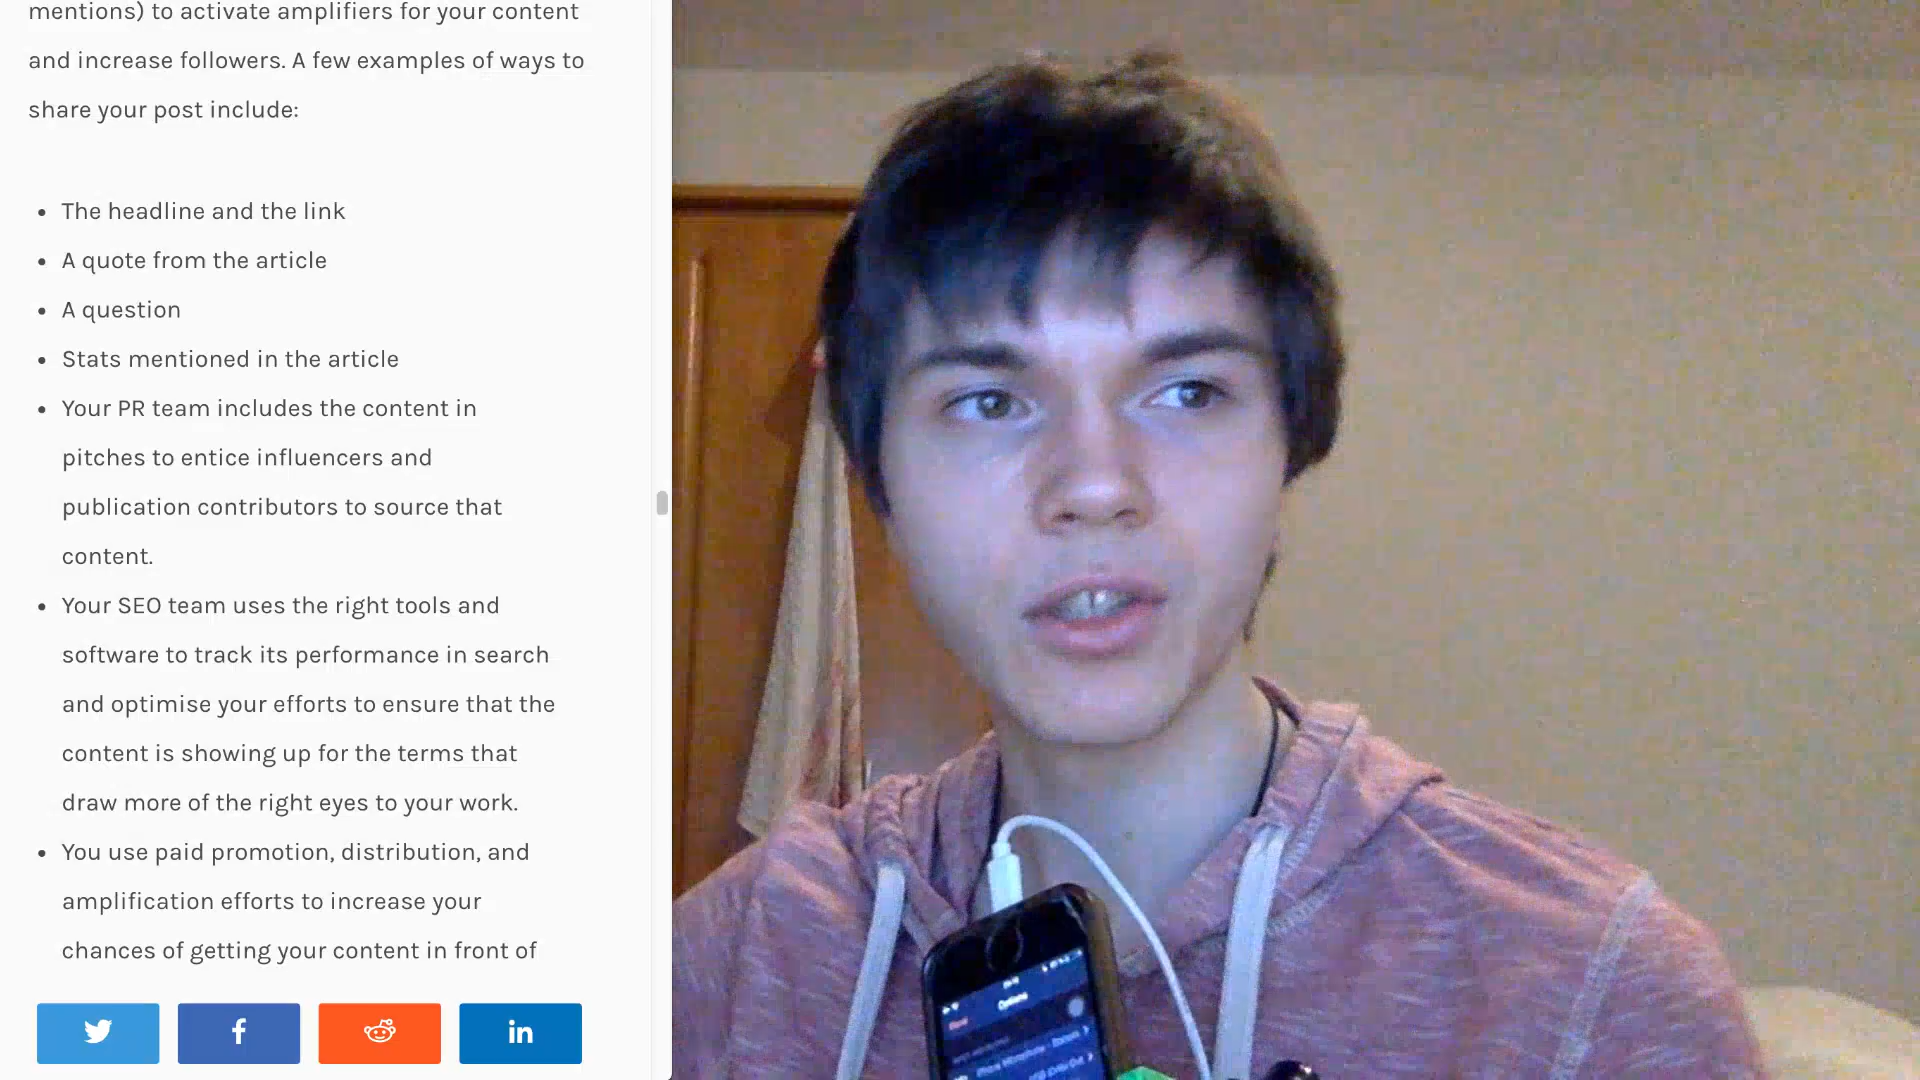 mentions) to activate amplifiers for your content
and increase followers. A few examples of ways to
share your post include:
The headline and the link
A quote from the article
A question
Stats mentioned in the article
Your PR team includes the content in
pitches to entice influencers and
publication contributors to source that
content.
Your SEO team uses the right tools and
software to track its performance in search
and optimise your efforts to ensure that the
content is showing up for the terms that
draw more of the right eyes to your work.
You use paid promotion, distribution, and
amplification efforts to increase your
chances of getting your content in front of
f
in